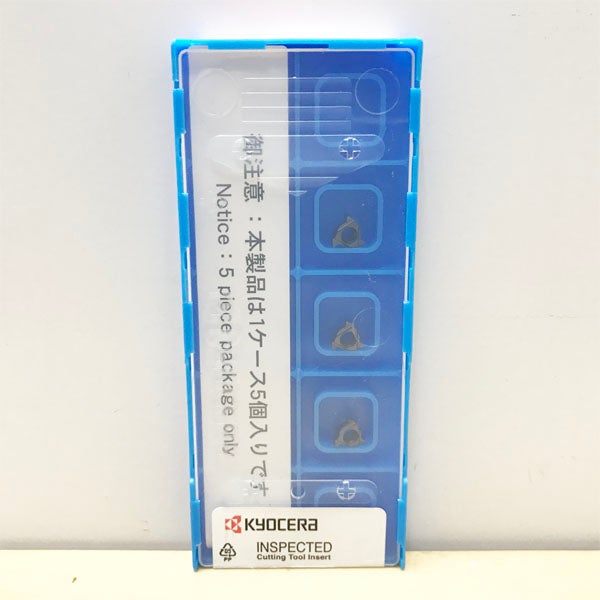 御注意：本製品は1ケース5個入りです
Notice : 5 piece package only
KYOCERA
INSPECTED
Cutting Tool Insert